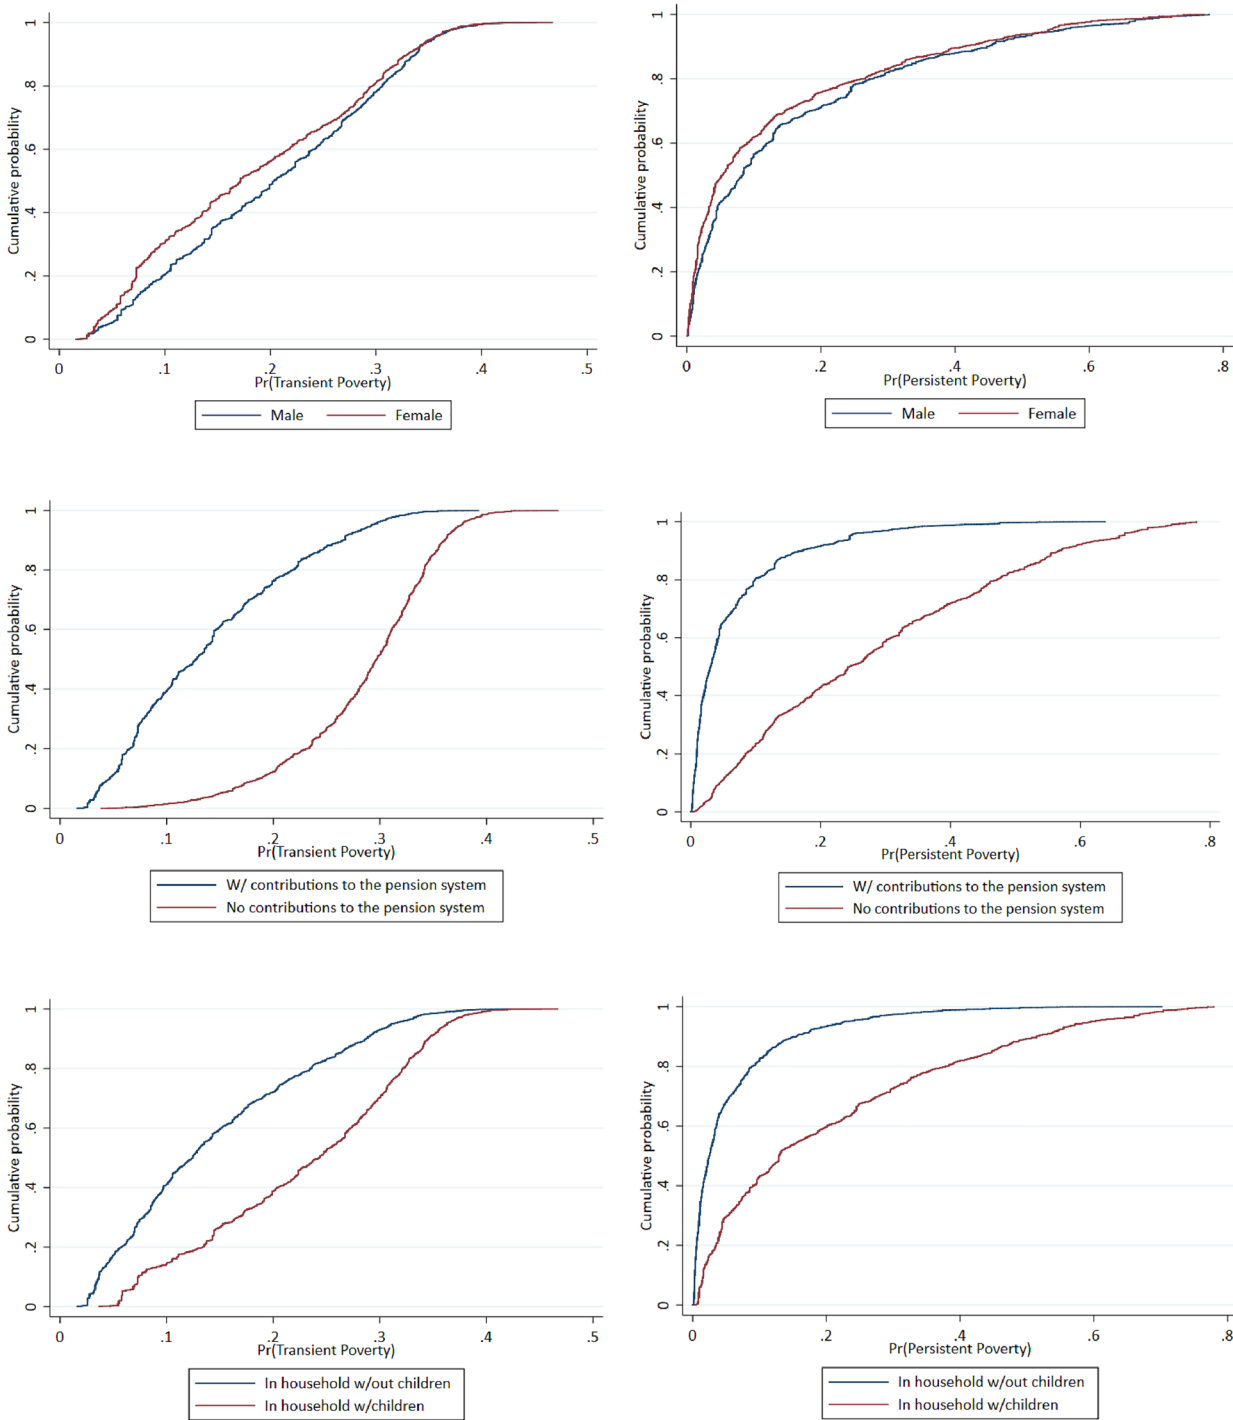 Cumulative probability
1
.8
.6
.4
.2
0
0 .1 .2 .3 .4 .5
Pr(Transient Poverty)
Male Female
Cumulative probability
1
.8
.6
.4
.2
0
0 .2 .4 .6 .8
Pr(Persistent Poverty)
Male Female
Cumulative probability
1
.8
.6
.4
.2
0
0 .1 .2 .3 .4 .5
Pr(Transient Poverty)
W/ contributions to the pension system
No contributions to the pension system
Cumulative probability
1
.8
.6
.4
.2
0
0 .2 .4 .6 .8
Pr(Persistent Poverty)
W/ contributions to the pension system
No contributions to the pension system
Cumulative probability
1
.8
.6
.4
.2
0
0 .1 .2 .3 .4 .5
Pr(Transient Poverty)
In household w/out children
In household w/children
Cumulative probability
1
.8
.6
.4
.2
0
0 .2 .4 .6 .8
Pr(Persistent Poverty)
In household w/out children
In household w/children